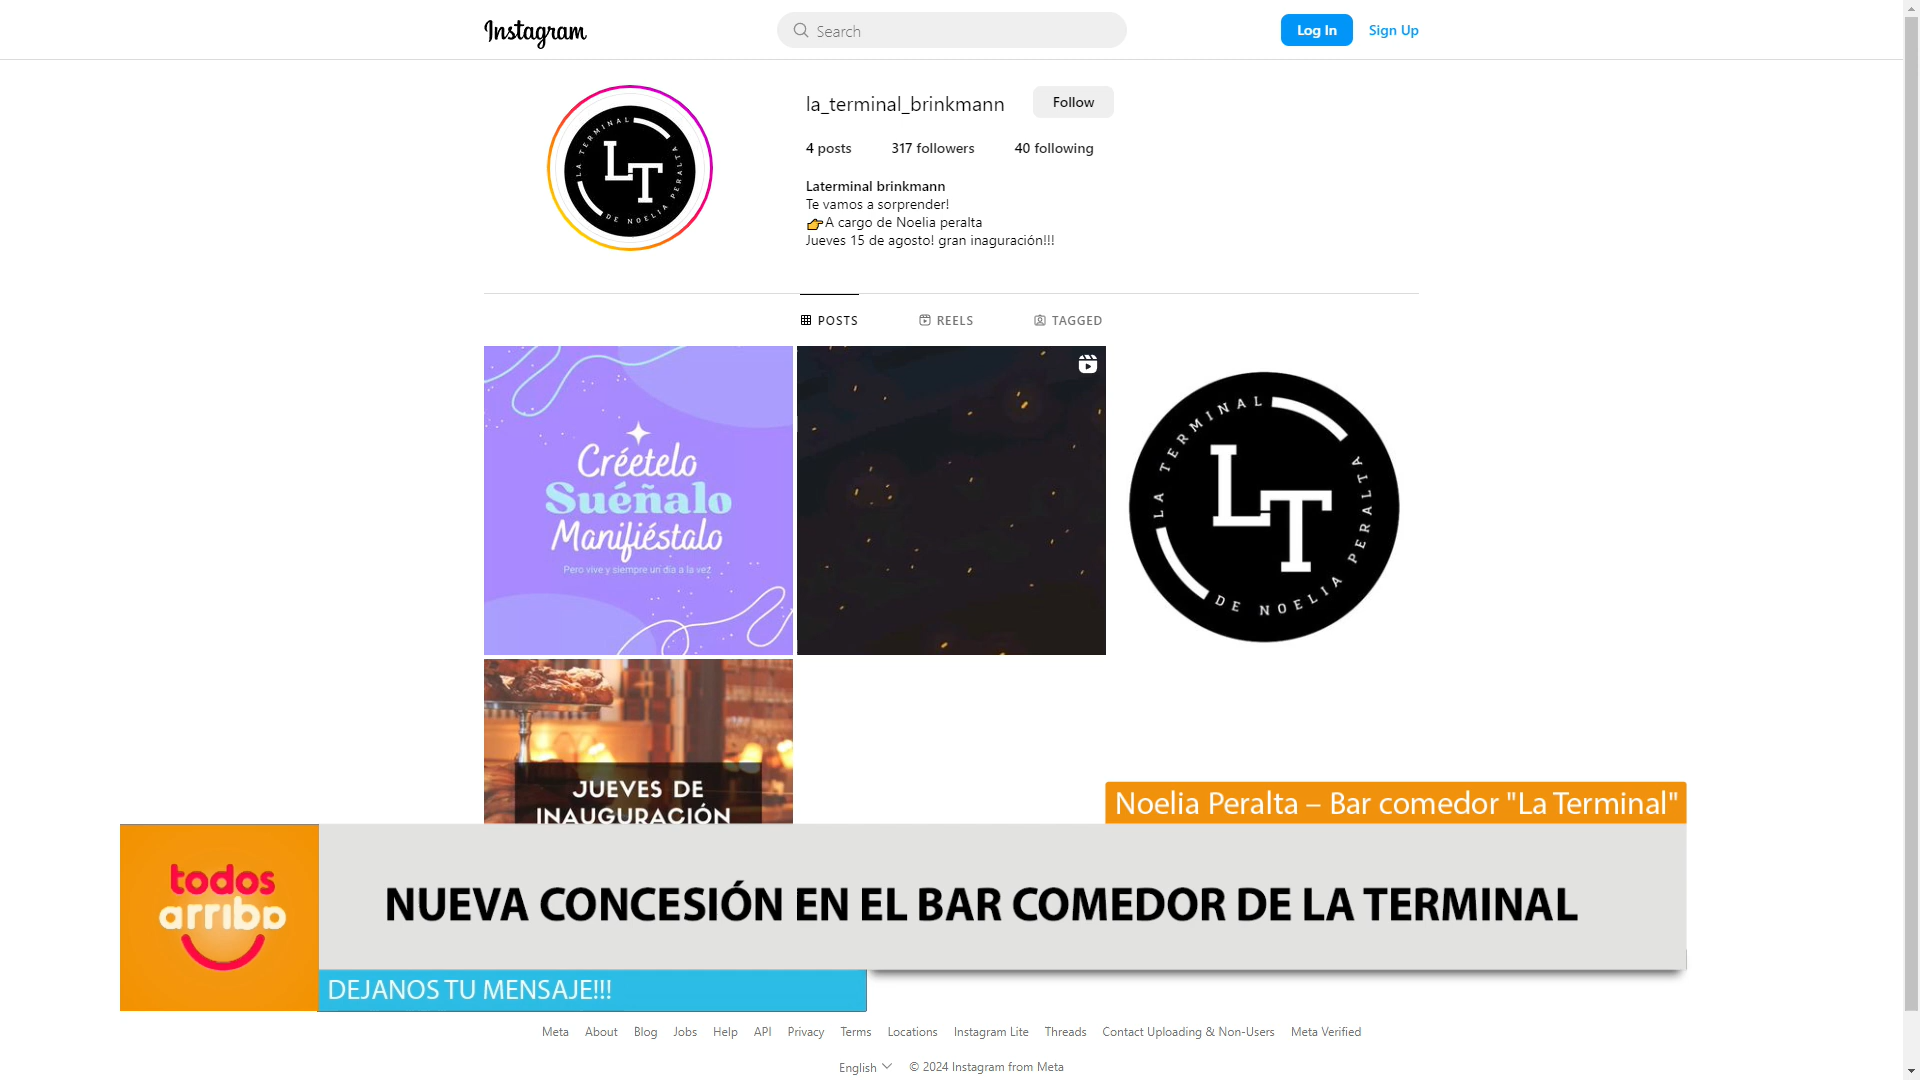 Instagram
Search
Log In
Sign Up
LA TERMINAL
LT
DE NOELIA PERALTA
la_terminal_brinkmann
Follow
4 posts 317 followers 40 following
Laterminal brinkmann
Te vamos a sorprender!
👉A cargo de Noelia peralta
Jueves 15 de agosto! gran inaguración!!!
POSTS REELS TAGGED
Créetelo
Suéñalo
Manifiéstalo
Pero vive y siempre un día a la vez
LA TERMINAL
LT
DE NOELIA PERALTA
JUEVES DE
INAUGURACIÓN
Noelia Peralta – Bar comedor "La Terminal"
todos
arriba
NUEVA CONCESIÓN EN EL BAR COMEDOR DE LA TERMINAL
DEJANOS TU MENSAJE!!!
Meta About Blog Jobs Help API Privacy Terms Locations Instagram Lite Threads Contact Uploading & Non-Users Meta Verified
English © 2024 Instagram from Meta